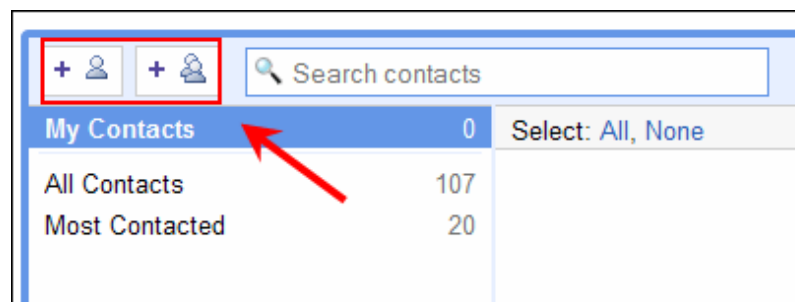 + +
Search contacts
My Contacts 0
Select: All, None
All Contacts 107
Most Contacted 20